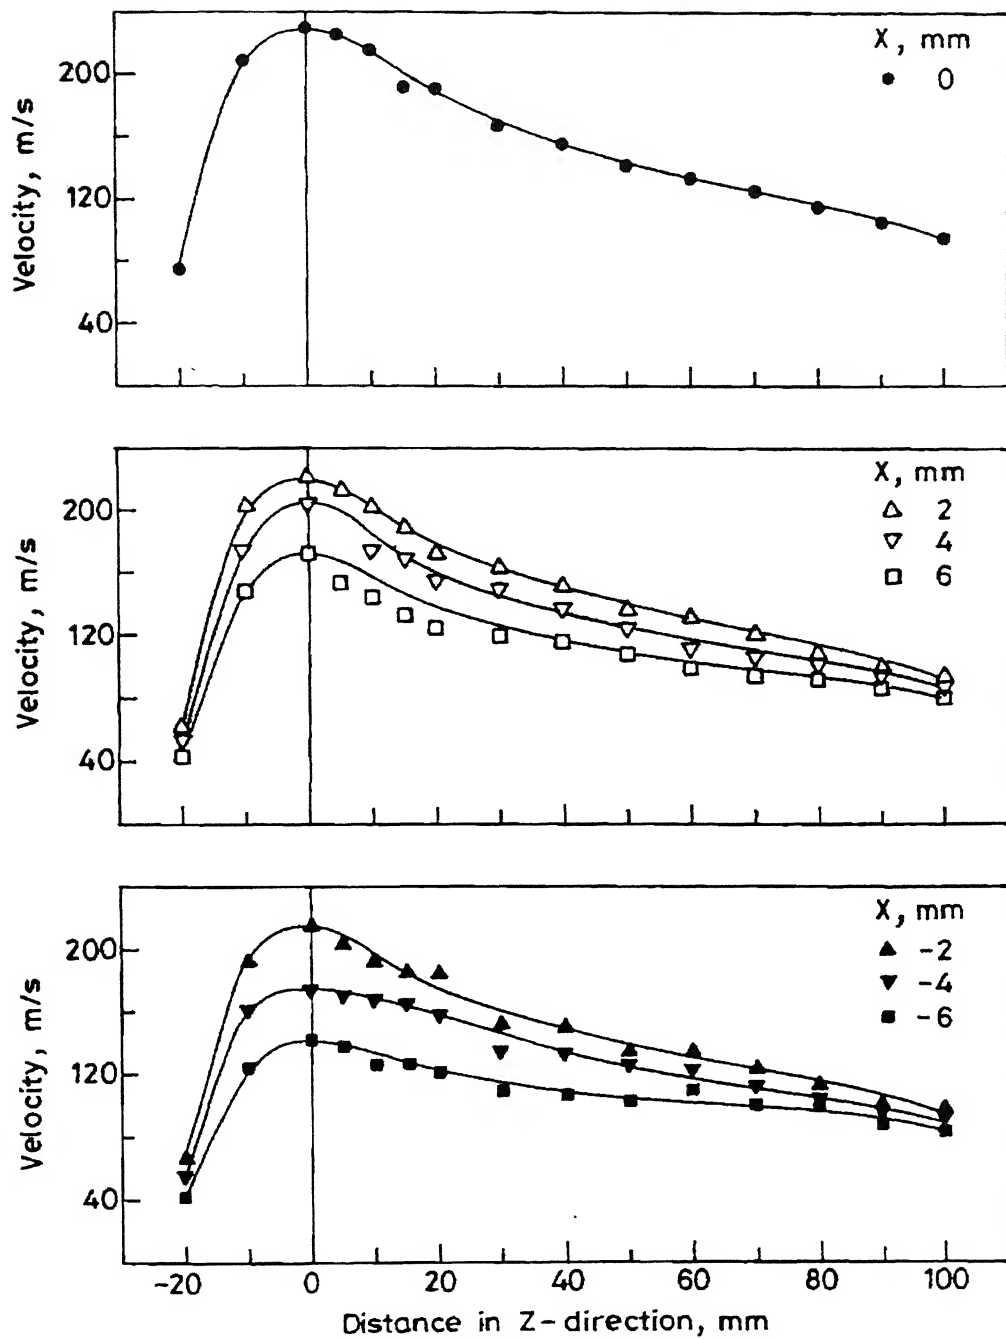 X, mm
● 0
200
120
40
Velocity, m/s
X, mm
△ 2
▽ 4
□ 6
200
120
40
Velocity, m/s
X, mm
▲ -2
▼ -4
■ -6
200
120
40
Velocity, m/s
-20 0 20 40 60 80 100
Distance in Z-direction, mm